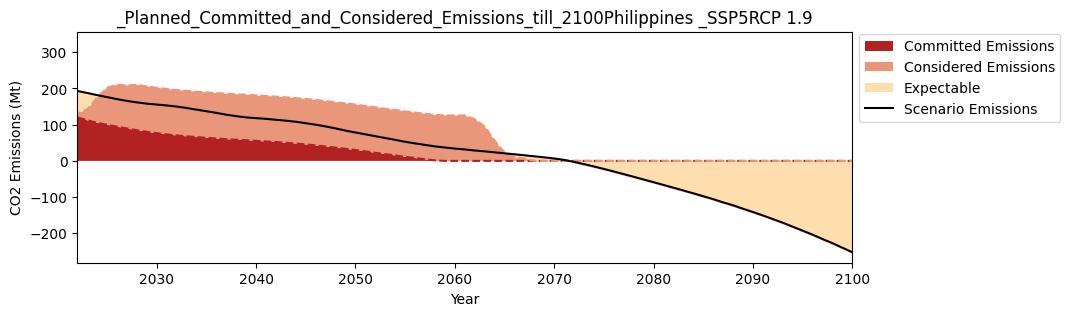 _Planned_Committed_and_Considered_Emissions_till_2100Philippines _SSP5RCP 1.9
CO2 Emissions (Mt)
300
200
100
0
−100
−200
2030 2040 2050 2060 2070 2080 2090 2100
Year
Committed Emissions
Considered Emissions
Expectable
Scenario Emissions